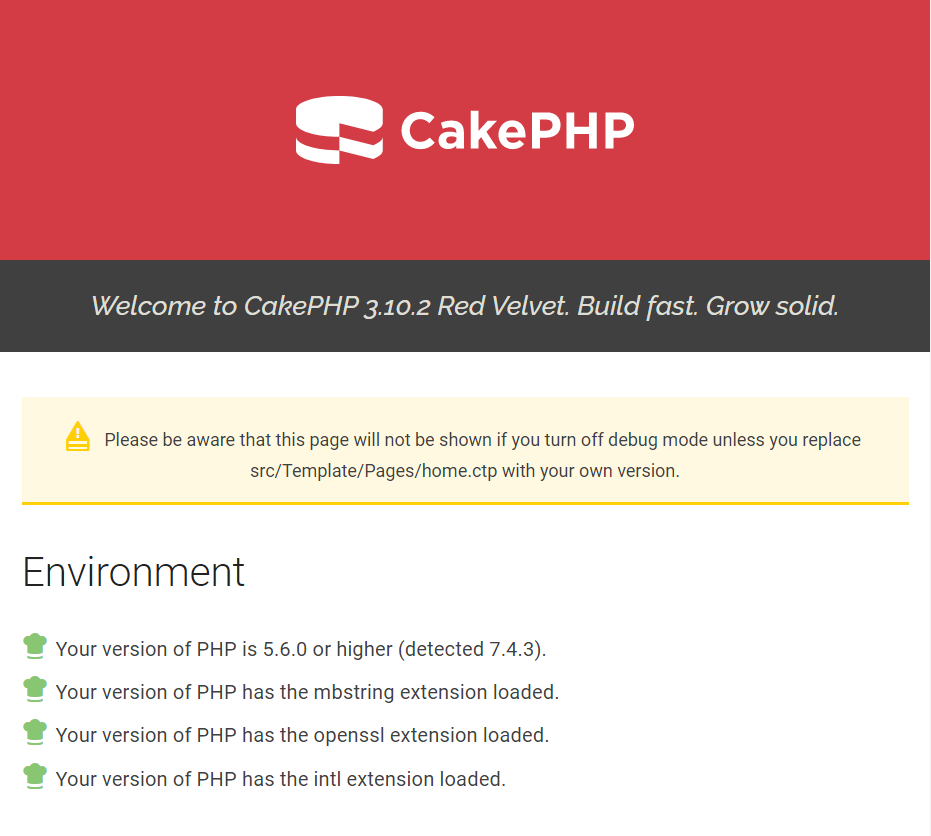 CakePHP
Welcome to CakePHP 3.10.2 Red Velvet. Build fast. Grow solid.
Please be aware that this page will not be shown if you turn off debug mode unless you replace
src/Template/Pages/home.ctp with your own version.
Environment
Your version of PHP is 5.6.0 or higher (detected 7.4.3).
Your version of PHP has the mbstring extension loaded.
Your version of PHP has the openssl extension loaded.
Your version of PHP has the intl extension loaded.